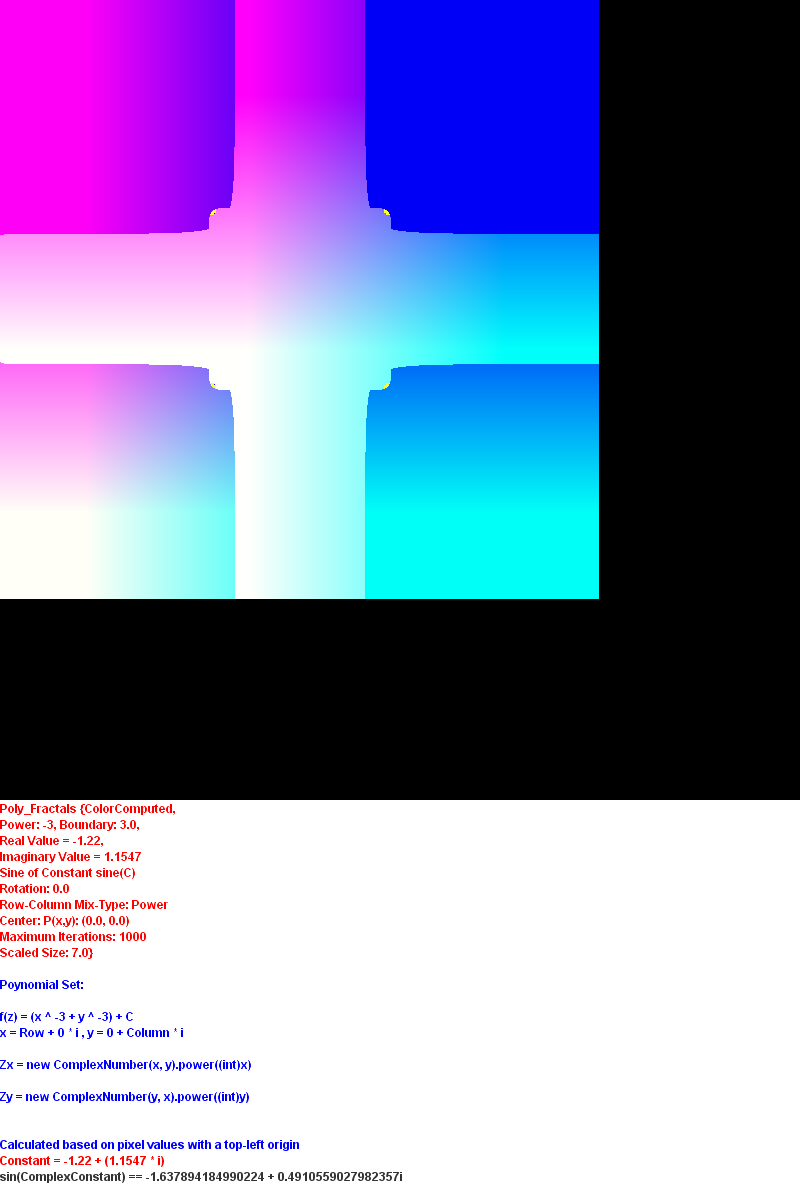 Poly_Fractals {ColorComputed,
Power: -3, Boundary: 3.0,
Real Value = -1.22,
Imaginary Value = 1.1547
Sine of Constant sine(C)
Rotation: 0.0
Row-Column Mix-Type: Power
Center: P(x,y): (0.0, 0.0)
Maximum Iterations: 1000
Scaled Size: 7.0}
Poynomial Set:
f(z) = (x ^ -3 + y ^ -3) + C
x = Row + 0 * i , y = 0 + Column * i
Zx = new ComplexNumber(x, y).power((int)x)
Zy = new ComplexNumber(y, x).power((int)y)
Calculated based on pixel values with a top-left origin
Constant = -1.22 + (1.1547 * i)
sin(ComplexConstant) == -1.637894184990224 + 0.4910559027982357i